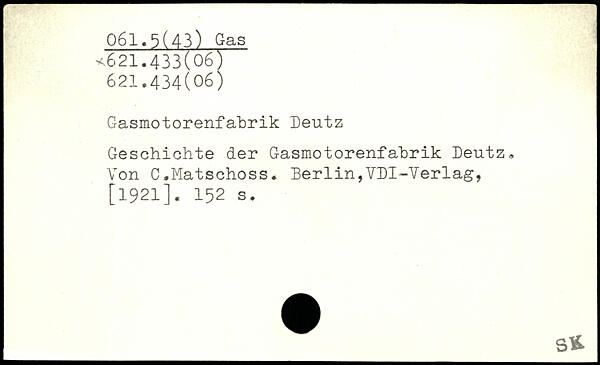 061.5(43) Gas
×621.433(06)
621.434(06)
Gasmotorenfabrik Deutz
Geschichte der Gasmotorenfabrik Deutz.
Von C.Matschoss. Berlin,VDI-Verlag,
[1921]. 152 s.
SK